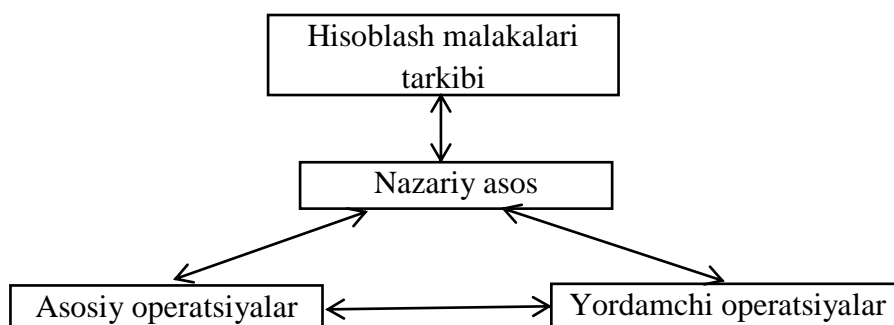 Hisoblash malakalari
tarkibi
Nazariy asos
Asosiy operatsiyalar
Yordamchi operatsiyalar